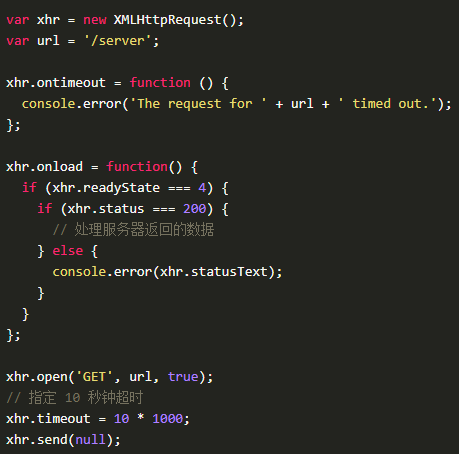 var xhr = new XMLHttpRequest();
var url = '/server';

xhr.ontimeout = function () {
  console.error('The request for ' + url + ' timed out.');
};

xhr.onload = function() {
  if (xhr.readyState === 4) {
    if (xhr.status === 200) {
      // 处理服务器返回的数据
    } else {
      console.error(xhr.statusText);
    }
  }
};

xhr.open('GET', url, true);
// 指定 10 秒钟超时
xhr.timeout = 10 * 1000;
xhr.send(null);